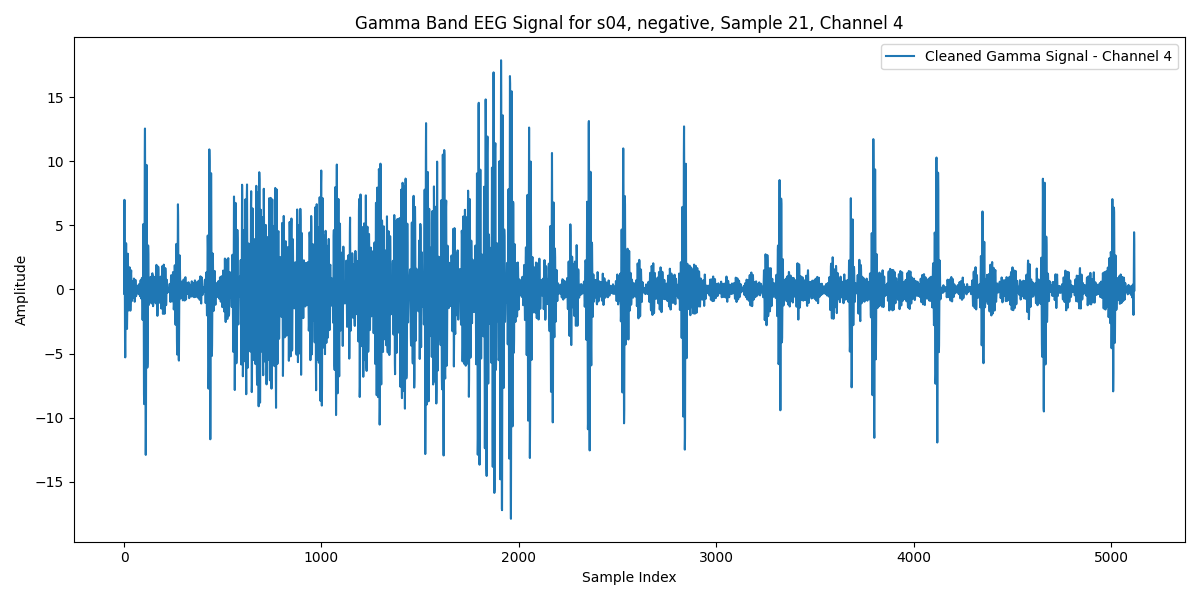 Gamma Band EEG Signal for s04, negative, Sample 21, Channel 4
Cleaned Gamma Signal - Channel 4
Amplitude
15
10
5
0
−5
−10
−15
0 1000 2000 3000 4000 5000
Sample Index